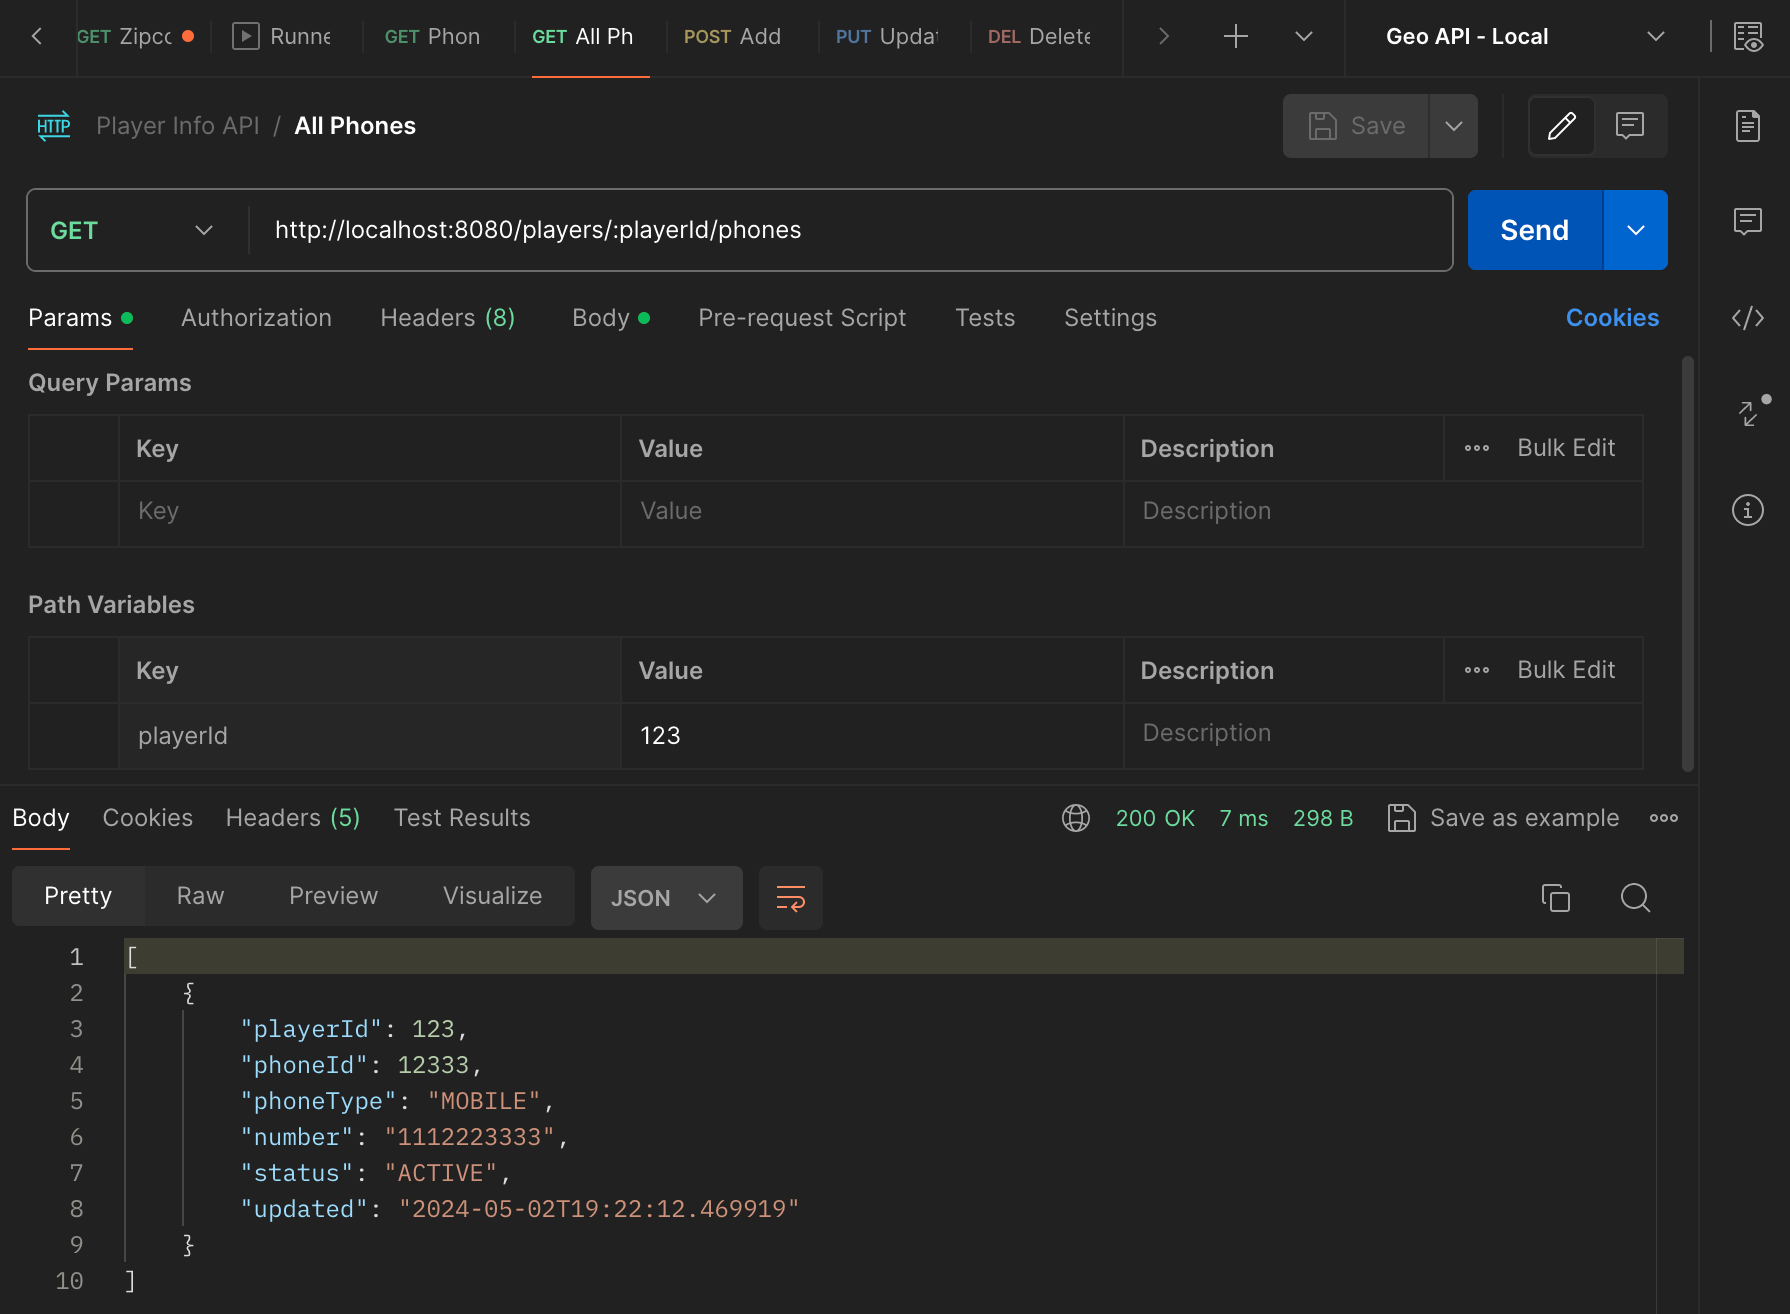 GET Zipcc
Runne
GET Phon
GET All Ph
POST Add
PUT Updat
DEL Delete
Geo API - Local
HTTP
Player Info API / All Phones
Save
GET
http://localhost:8080/players/:playerId/phones
Send
Params
Authorization
Headers (8)
Body
Pre-request Script
Tests
Settings
Cookies
Query Params
Key Value Description Bulk Edit
Key Value Description
Path Variables
Key Value Description Bulk Edit
playerId 123 Description
Body Cookies Headers (5) Test Results
200 OK 7 ms 298 B Save as example
Pretty Raw Preview Visualize JSON
1 [
2 {
3 "playerId": 123,
4 "phoneId": 12333,
5 "phoneType": "MOBILE",
6 "number": "1112223333",
7 "status": "ACTIVE",
8 "updated": "2024-05-02T19:22:12.469919"
9 }
10 ]